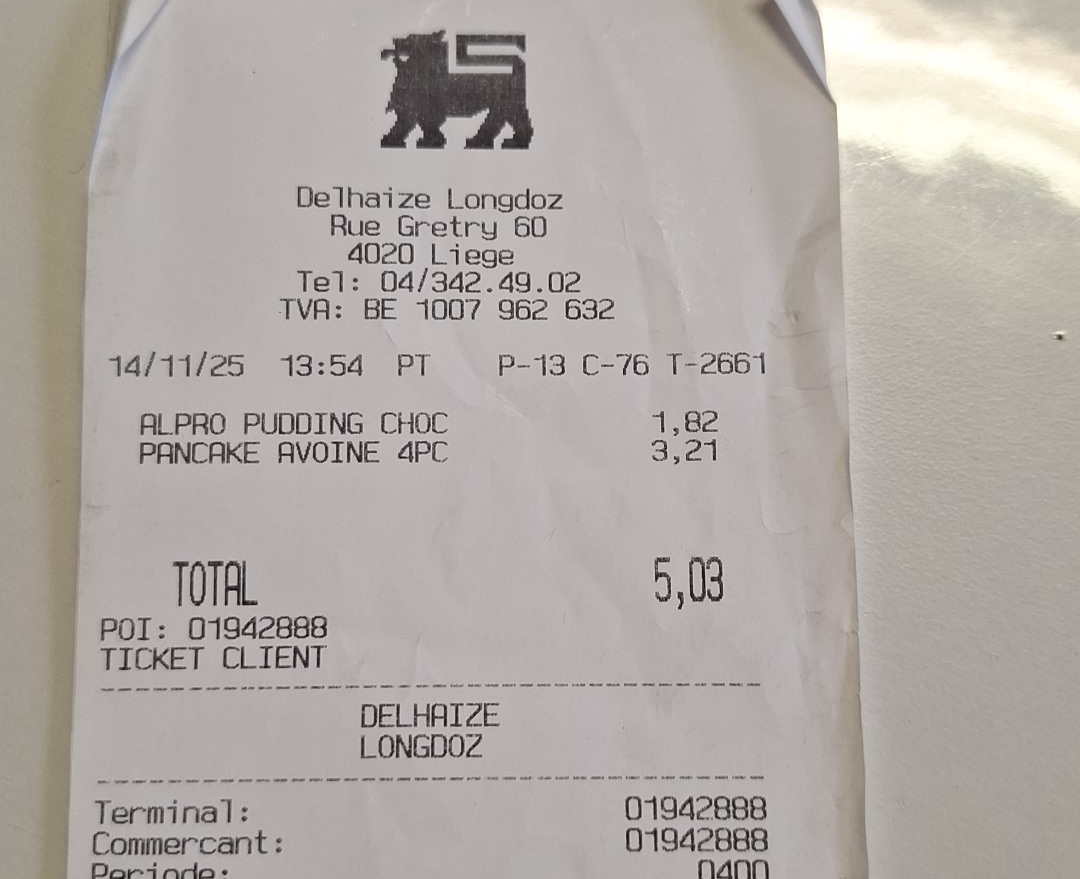 Delhaize Longdoz
Rue Gretry 60
4020 Liege
Tel: 04/342.49.02
TVA: BE 1007 962 632
14/11/25 13:54 PT P-13 C-76 T-2661
ALPRO PUDDING CHOC 1,82
PANCAKE AVOINE 4PC 3,21
TOTAL 5,03
POI: 01942888
TICKET CLIENT
DELHAIZE
LONGDOZ
Terminal: 01942888
Commercant: 01942888
Periode: 0400